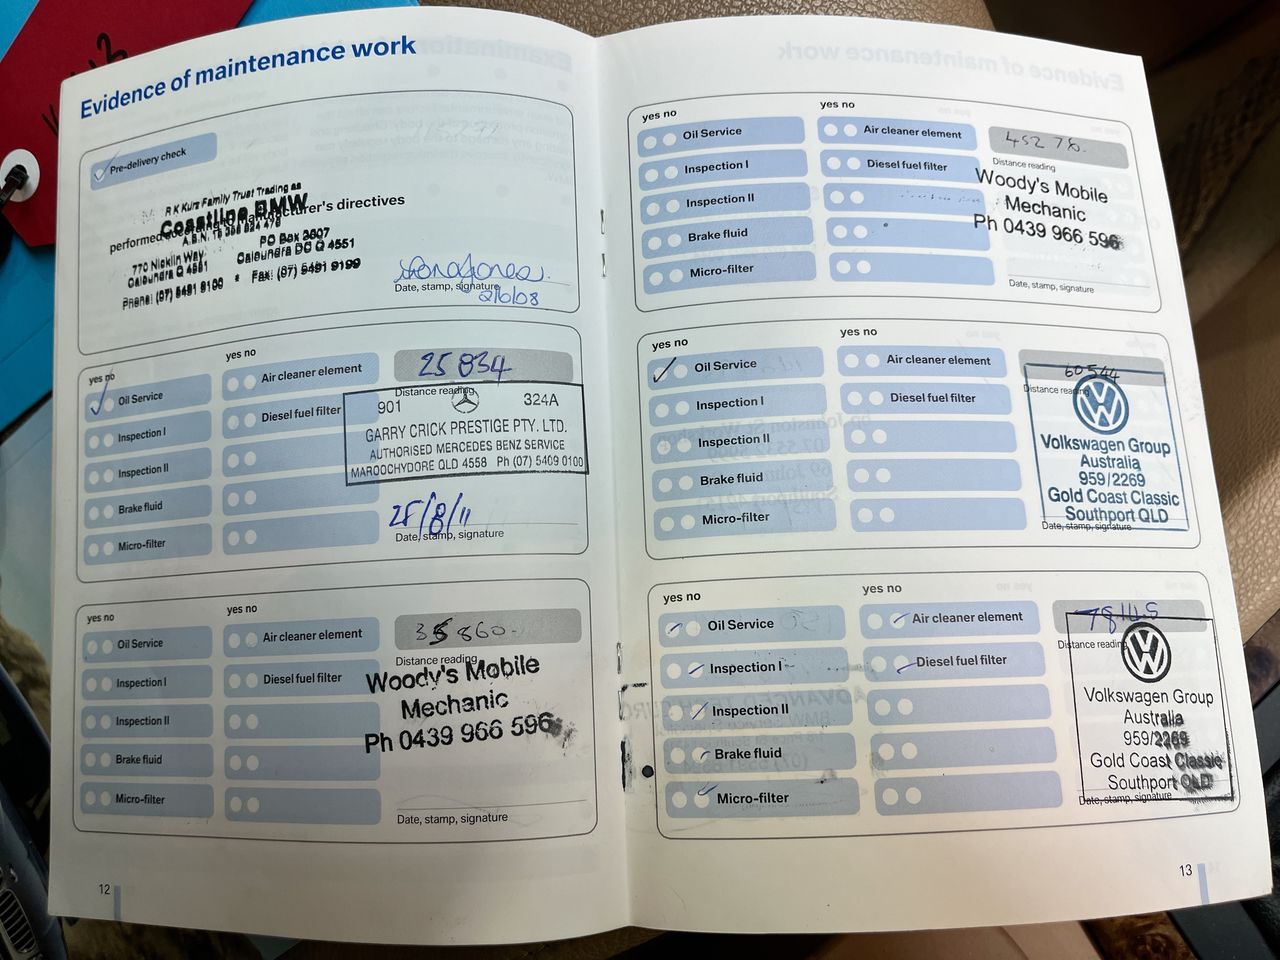 Evidence of maintenance work
Pre-delivery check
R K Kurz Family Trust Trading as
Coastline BMW
performed according to manufacturer's directives
770 Nicklin Way
PO Box 2607
Caloundra Q 4551
Caloundra DC Q 4551
Phone: (07) 5491 9100 * Fax: (07) 5491 9199
Date, stamp, signature
2/6/08
yes no
yes no
Oil Service
Air cleaner element
25 834
Distance reading
Inspection I
Diesel fuel filter
901
324A
GARRY CRICK PRESTIGE PTY. LTD.
AUTHORISED MERCEDES BENZ SERVICE
MAROOCHYDORE QLD 4558 Ph (07) 5409 0100
Inspection II
Brake fluid
25/8/11
Micro-filter
Date, stamp, signature
yes no
yes no
Oil Service
Air cleaner element
35 860
Distance reading
Inspection I
Diesel fuel filter
Woody's Mobile
Mechanic
Ph 0439 966 596
Inspection II
Brake fluid
Micro-filter
Date, stamp, signature
12
yes no
yes no
Oil Service
Air cleaner element
45278.
Distance reading
Inspection I
Diesel fuel filter
Woody's Mobile
Mechanic
Ph 0439 966 596
Inspection II
Brake fluid
Micro-filter
Date, stamp, signature
yes no
yes no
Oil Service
Air cleaner element
60544
Distance reading
Inspection I
Diesel fuel filter
Volkswagen Group
Australia
959/2269
Gold Coast Classic
Southport QLD
Inspection II
Brake fluid
Micro-filter
Date, stamp, signature
yes no
yes no
Oil Service
Air cleaner element
78145
Distance reading
Inspection I
Diesel fuel filter
Volkswagen Group
Australia
959/2269
Gold Coast Classic
Southport QLD
Inspection II
Brake fluid
Micro-filter
Date, stamp, signature
13